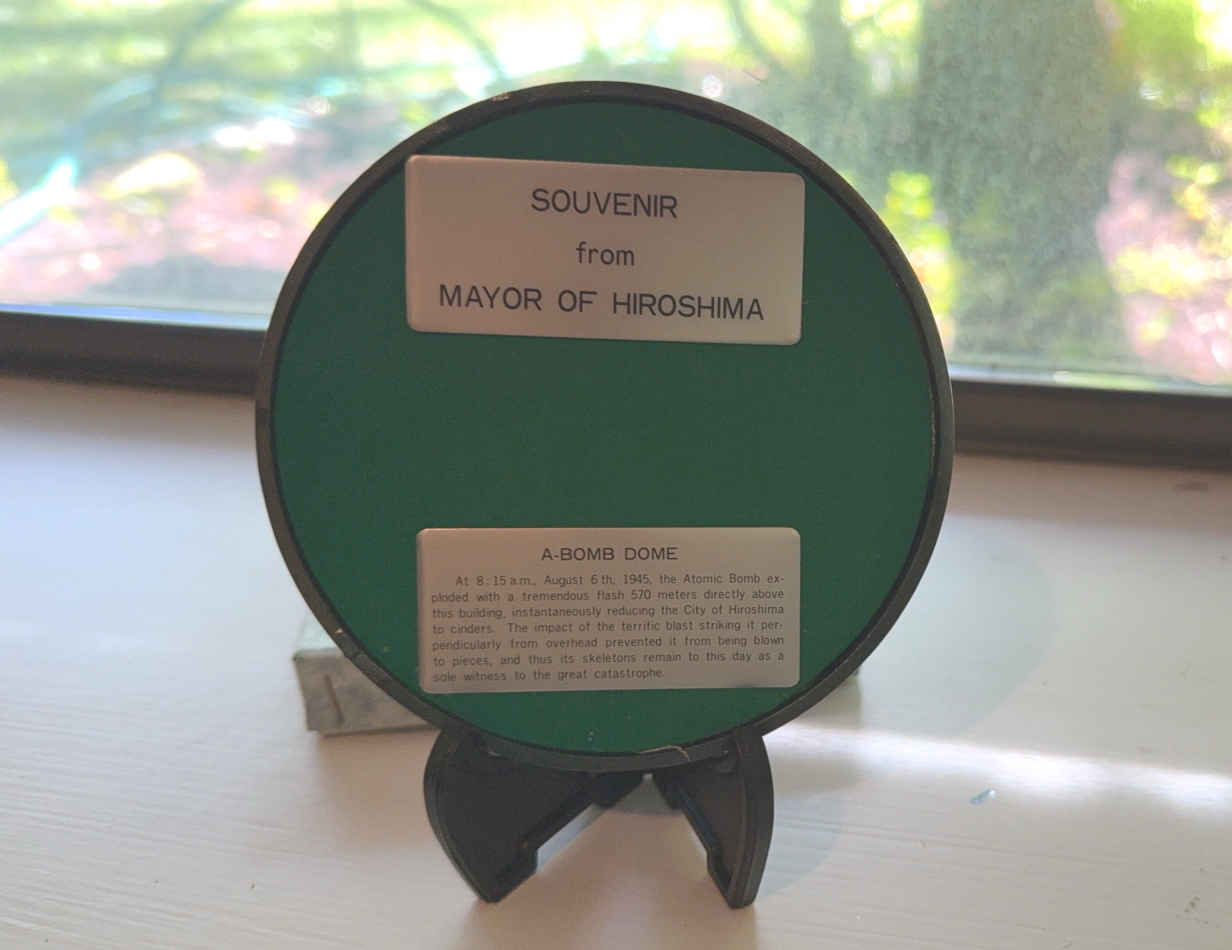 SOUVENIR
from
MAYOR OF HIROSHIMA
A-BOMB DOME
At 8:15 a.m., August 6th, 1945, the Atomic Bomb ex-
ploded with a tremendous flash 570 meters directly above
this building, instantaneously reducing the City of Hiroshima
to cinders. The impact of the terrific blast striking it per-
pendicularly from overhead prevented it from being blown
to pieces, and thus its skeletons remain to this day as a
sole witness to the great catastrophe.